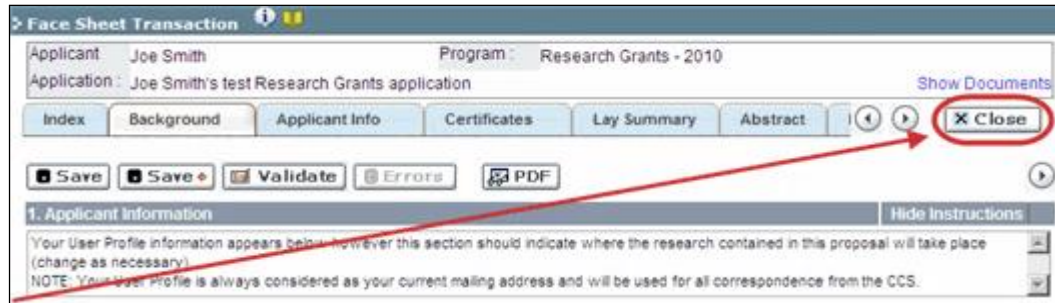 Face Sheet Transaction
Applicant Joe Smith Program : Research Grants - 2010
Application : Joe Smith's test Research Grants application Show Documents
Index Background Applicant Info Certificates Lay Summary Abstract Close
Save Save Validate Errors PDF
1. Applicant Information Hide Instructions
Your User Profile information appears below, however this section should indicate where the research contained in this proposal will take place
(change as necessary)
NOTE: Your User Profile is always considered as your current mailing address and will be used for all correspondence from the CCS.